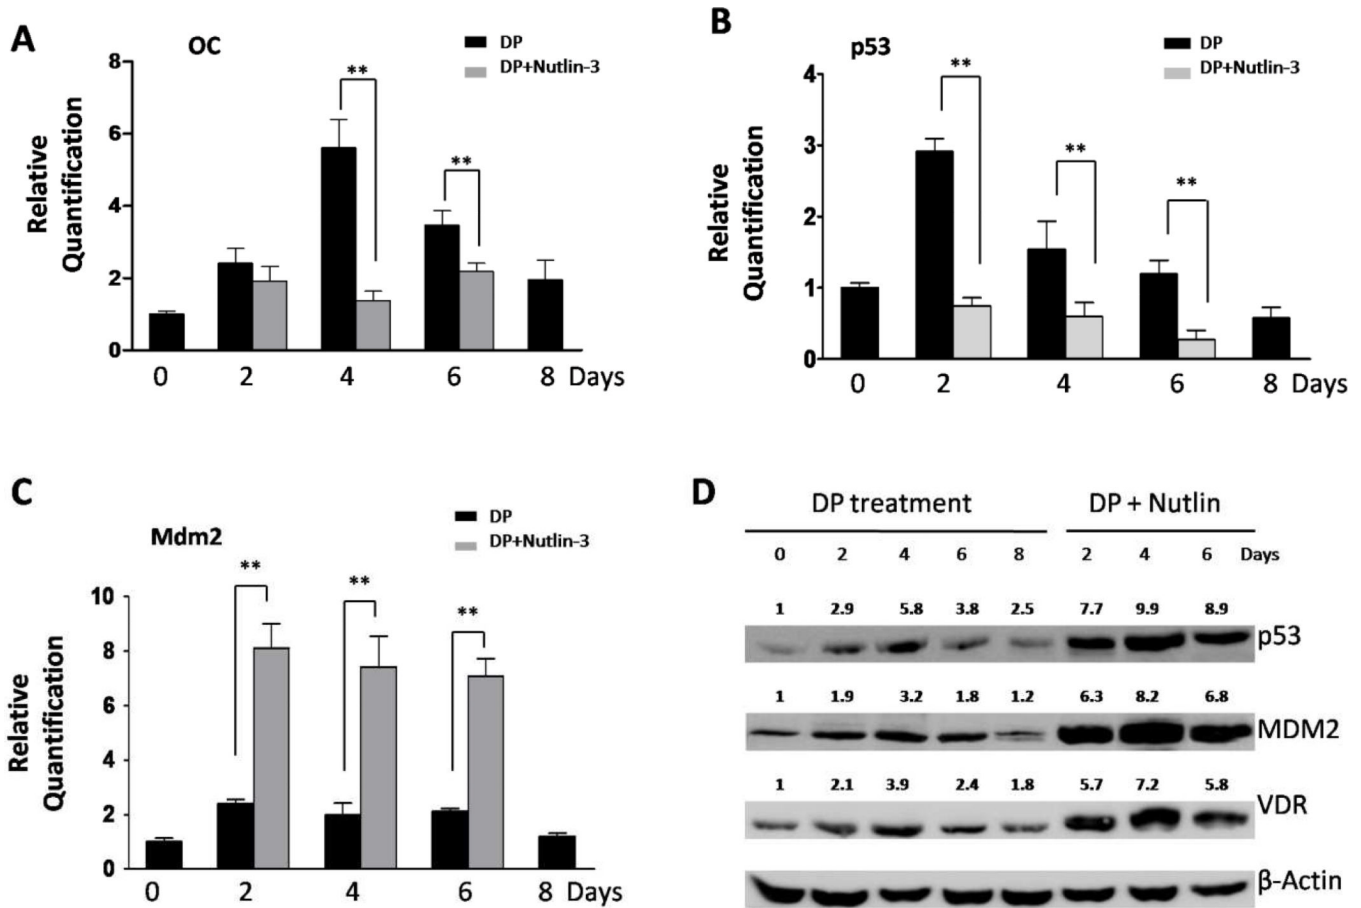 A
OC
DP
DP+Nutlin-3
Relative
Quantification
8
6
4
2
0
**
**
0 2 4 6 8 Days
B
p53
DP
DP+Nutlin-3
Relative
Quantification
4
3
2
1
0
**
**
**
0 2 4 6 8 Days
C
Mdm2
DP
DP+Nutlin-3
Relative
Quantification
10
8
6
4
2
0
**
**
**
0 2 4 6 8 Days
D
DP treatment DP + Nutlin
0 2 4 6 8 2 4 6 Days
1 2.9 5.8 3.8 2.5 7.7 9.9 8.9
p53
1 1.9 3.2 1.8 1.2 6.3 8.2 6.8
MDM2
1 2.1 3.9 2.4 1.8 5.7 7.2 5.8
VDR
β-Actin